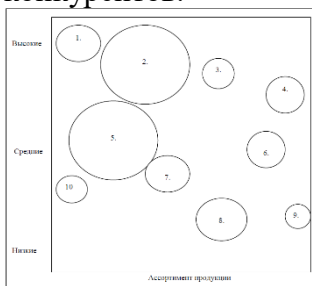 конкурентов.
Высокие
1.
2.
3.
4.
Средние
5.
6.
7.
10
8.
9.
Низкие
Ассортимент продукции